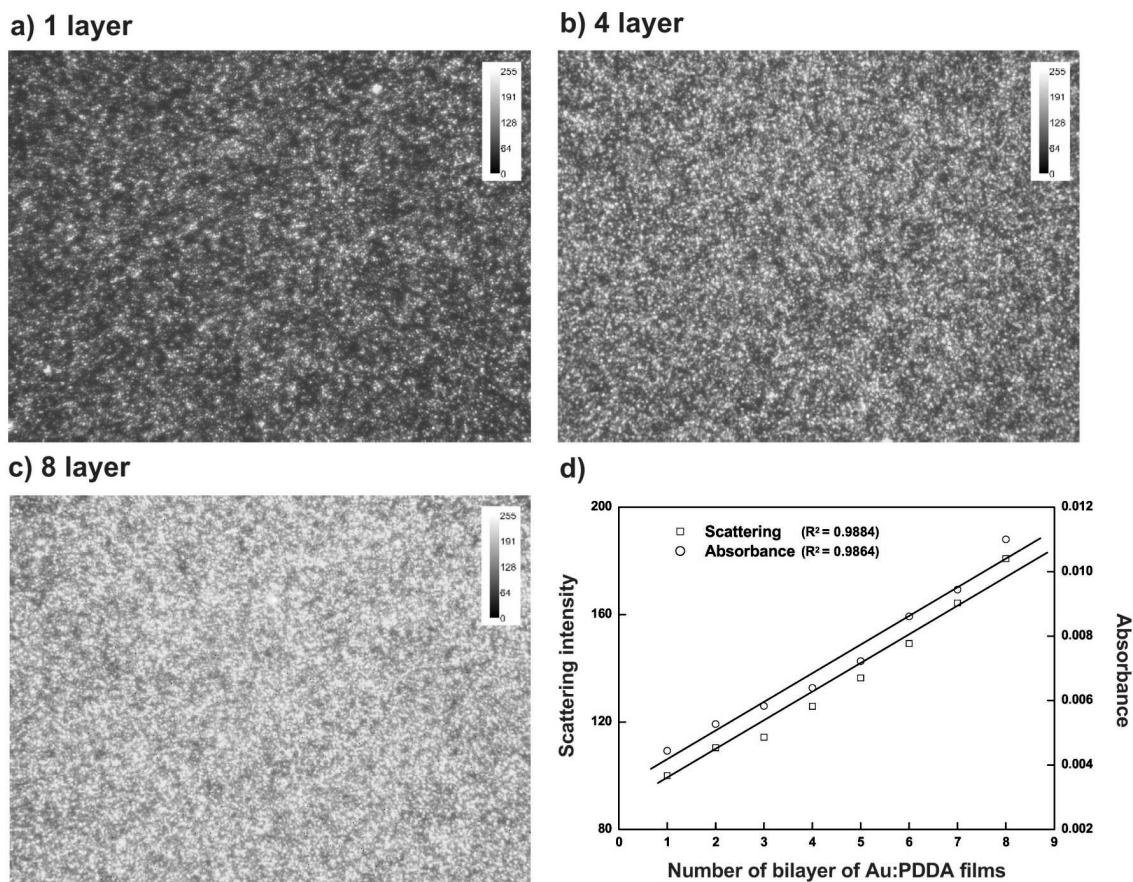 a) 1 layer
255
191
128
64
0
b) 4 layer
255
191
128
64
0
c) 8 layer
255
191
128
64
0
d)
200
160
120
80
Scattering intensity
Scattering (R² = 0.9884)
Absorbance (R² = 0.9864)
0.012
0.010
0.008
0.006
0.004
0.002
Absorbance
0 1 2 3 4 5 6 7 8 9
Number of bilayer of Au:PDDA films